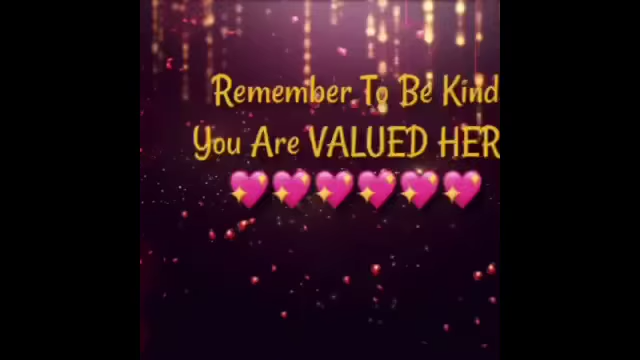 Remember To Be Kind
You Are VALUED HER
💖💖💖💖💖💖